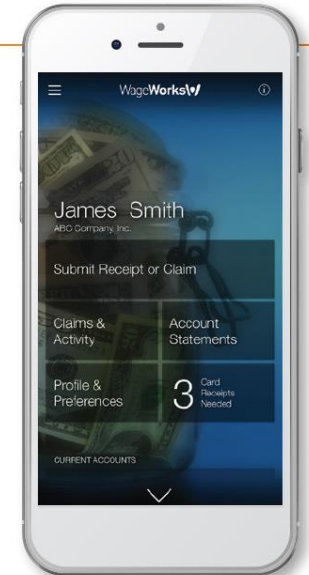 WageWorks
James Smith
ABC Company, Inc.
Submit Receipt or Claim
Claims &
Activity
Account
Statements
Profile &
Preferences
3
Card
Receipts
Needed
CURRENT ACCOUNTS